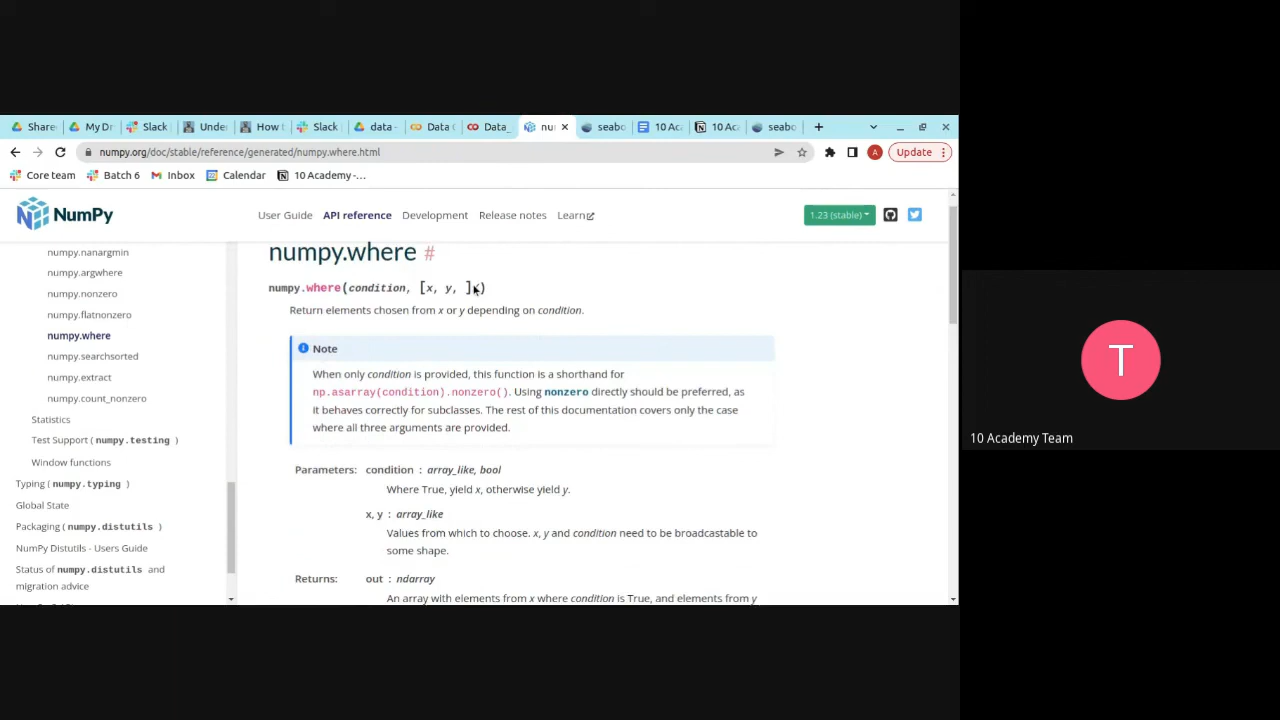 Share
My D
Slack
Unde
How t
Slack
data -
Data
Data_
nu
seabo
10 Aca
10 Aca
seabo
numpy.org/doc/stable/reference/generated/numpy.where.html
Update
Core team
Batch 6
Inbox
Calendar
10 Academy -...
NumPy
User Guide
API reference
Development
Release notes
Learn
1.23 (stable)
numpy.nanargmin
numpy.argwhere
numpy.nonzero
numpy.flatnonzero
numpy.where
numpy.searchsorted
numpy.extract
numpy.count_nonzero
Statistics
Test Support ( numpy.testing )
Window functions
Typing ( numpy.typing )
Global State
Packaging ( numpy.distutils )
NumPy Distutils - Users Guide
Status of numpy.distutils and
migration advice
numpy.where #
numpy.where(condition, [x, y, ]/)
Return elements chosen from x or y depending on condition.
Note
When only condition is provided, this function is a shorthand for
np.asarray(condition).nonzero(). Using nonzero directly should be preferred, as
it behaves correctly for subclasses. The rest of this documentation covers only the case
where all three arguments are provided.
Parameters: condition : array_like, bool
Where True, yield x, otherwise yield y.
x, y : array_like
Values from which to choose. x, y and condition need to be broadcastable to
some shape.
Returns: out : ndarray
An array with elements from x where condition is True, and elements from y
T
10 Academy Team